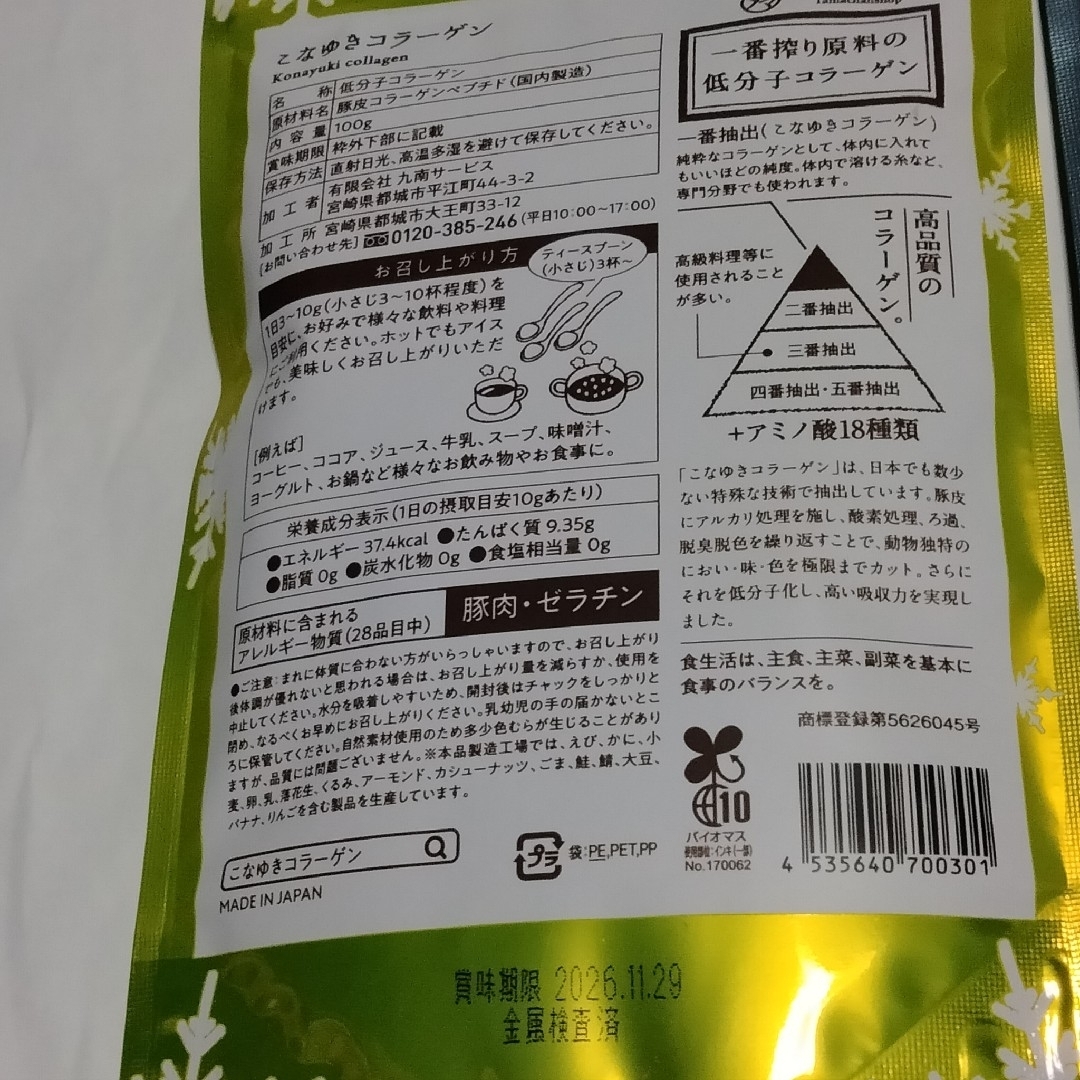 こなゆきコラーゲン
Konayuki collagen
名称 低分子コラーゲン
原材料名 豚皮コラーゲンペプチド(国内製造)
内容量 100g
賞味期限 枠外下部に記載
保存方法 直射日光、高温多湿を避けて保存してください。
加工者 有限会社 九南サービス
宮崎県都城市平江町44-3-2
加工所 宮崎県都城市大王町33-12
[お問い合わせ先] 0120-385-246(平日10:00~17:00)
お召し上がり方
ティースプーン
(小さじ)3杯~
1日3~10g(小さじ3~10杯程度)を
目安に、お好みで様々な飲料や料理
にご利用ください。ホットでもアイス
でも、美味しくお召し上がりいただ
けます。
[例えば]
コーヒー、ココア、ジュース、牛乳、スープ、味噌汁、
ヨーグルト、お鍋など様々なお飲み物やお食事に。
栄養成分表示(1日の摂取目安10gあたり)
●エネルギー 37.4kcal ●たんぱく質 9.35g
●脂質 0g ●炭水化物 0g ●食塩相当量 0g
原材料に含まれる
アレルギー物質(28品目中)
豚肉・ゼラチン
●ご注意:まれに体質に合わない方がいらっしゃいますので、お召し上がり
後体調が優れないと思われる場合は、お召し上がり量を減らすか、使用を
中止してください。水分を吸着しやすいため、開封後はチャックをしっかりと
閉め、なるべくお早めにお召し上がりください。乳幼児の手の届かないとこ
ろに保管してください。自然素材使用のため多少色むらが生じることがあり
ますが、品質には問題ございません。※本品製造工場では、えび、かに、小
麦、卵、乳、落花生、くるみ、アーモンド、カシューナッツ、ごま、鮭、鯖、大豆、
バナナ、りんごを含む製品を生産しています。
こなゆきコラーゲン
MADE IN JAPAN
プラ
袋:PE,PET,PP
一番搾り原料の
低分子コラーゲン
一番抽出(こなゆきコラーゲン)
純粋なコラーゲンとして、体内に入れて
もいいほどの純度。体内で溶ける糸など、
専門分野でも使われます。
高品質の
コラーゲン。
高級料理等に
使用されること
が多い。
二番抽出
三番抽出
四番抽出・五番抽出
+アミノ酸18種類
「こなゆきコラーゲン」は、日本でも数少
ない特殊な技術で抽出しています。豚皮
にアルカリ処理を施し、酸素処理、ろ過、
脱臭脱色を繰り返すことで、動物独特の
におい・味・色を極限までカット。さらに
それを低分子化し、高い吸収力を実現し
ました。
食生活は、主食、主菜、副菜を基本に
食事のバランスを。
商標登録第5626045号
10
バイオマス
使用部位:インキ(一部)
No.170062
4 535640 700301
賞味期限 2026.11.29
金属検査済